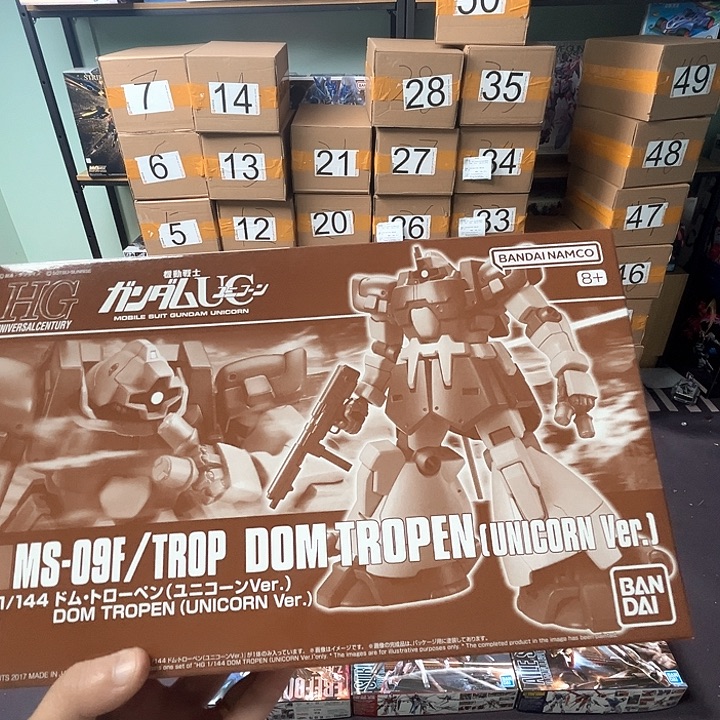 50
7
14
28
35
49
6
13
21
27
34
48
5
12
20
26
33
47
46
BANDAI NAMCO
8+
HG
UNIVERSAL CENTURY
機動戦士
ガンダムUC
ユニコーン
MOBILE SUIT GUNDAM UNICORN
MS-09F/TROP DOM TROPEN (UNICORN Ver.)
1/144 ドム・トローペン(ユニコーンVer.)
DOM TROPEN (UNICORN Ver.)
BAN
DAI